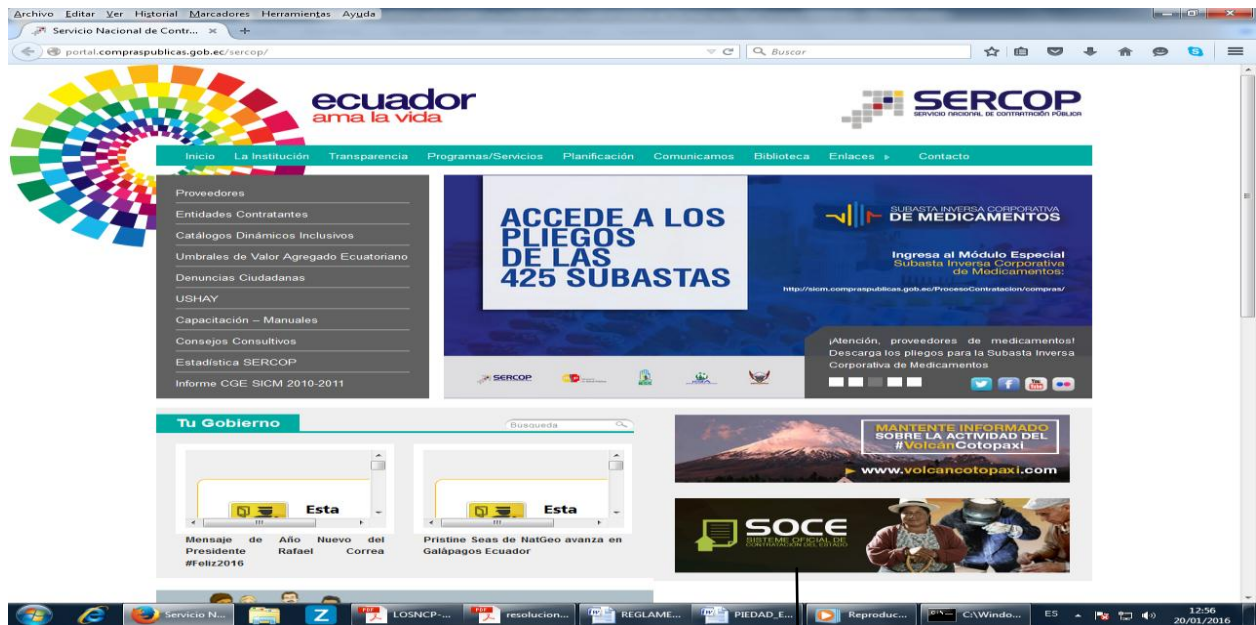 Archivo Editar Ver Historial Marcadores Herramientas Ayuda
Servicio Nacional de Contr... × +
portal.compraspublicas.gob.ec/sercop/
Buscar
ecuador
ama la vida
SERCOP
SERVICIO NACIONAL DE CONTRATACIÓN PÚBLICA
Inicio La Institución Transparencia Programas/Servicios Planificación Comunicamos Biblioteca Enlaces Contacto
Proveedores
Entidades Contratantes
Catálogos Dinámicos Inclusivos
Umbrales de Valor Agregado Ecuatoriano
Denuncias Ciudadanas
USHAY
Capacitación – Manuales
Consejos Consultivos
Estadística SERCOP
Informe CGE SICM 2010-2011
ACCEDE A LOS
PLIEGOS
DE LAS
425 SUBASTAS
SUBASTA INVERSA CORPORATIVA
DE MEDICAMENTOS
Ingresa al Módulo Especial
Subasta Inversa Corporativa
de Medicamentos:
http://sicm.compraspublicas.gob.ec/ProcesoContratacion/compras/
¡Atención, proveedores de medicamentos!
Descarga los pliegos para la Subasta Inversa
Corporativa de Medicamentos
SERCOP
Tu Gobierno
Búsqueda
Esta
Esta
Mensaje de Año Nuevo del
Presidente Rafael Correa
#Feliz2016
Pristine Seas de NatGeo avanza en
Galápagos Ecuador
MANTENTE INFORMADO
SOBRE LA ACTIVIDAD DEL
#VolcánCotopaxi
www.volcancotopaxi.com
SOCE
SISTEME OFICIAL DE
CONTRATACIÓN DEL ESTADO
Servicio N...
LOSNCP-...
resolucion...
REGLAME...
PIEDAD_E...
Reproduc...
C:\Windo...
ES
12:56
20/01/2016